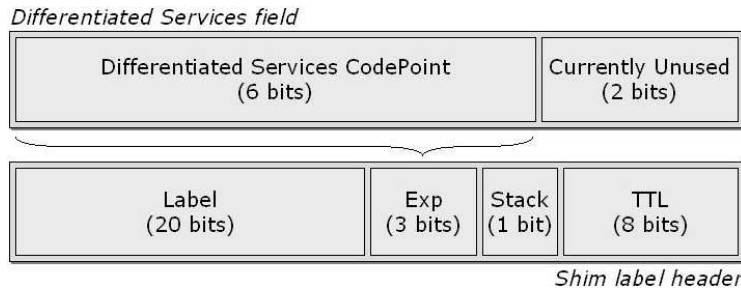 Differentiated Services field
Differentiated Services CodePoint
(6 bits)
Currently Unused
(2 bits)
Label
(20 bits)
Exp
(3 bits)
Stack
(1 bit)
TTL
(8 bits)
Shim label header